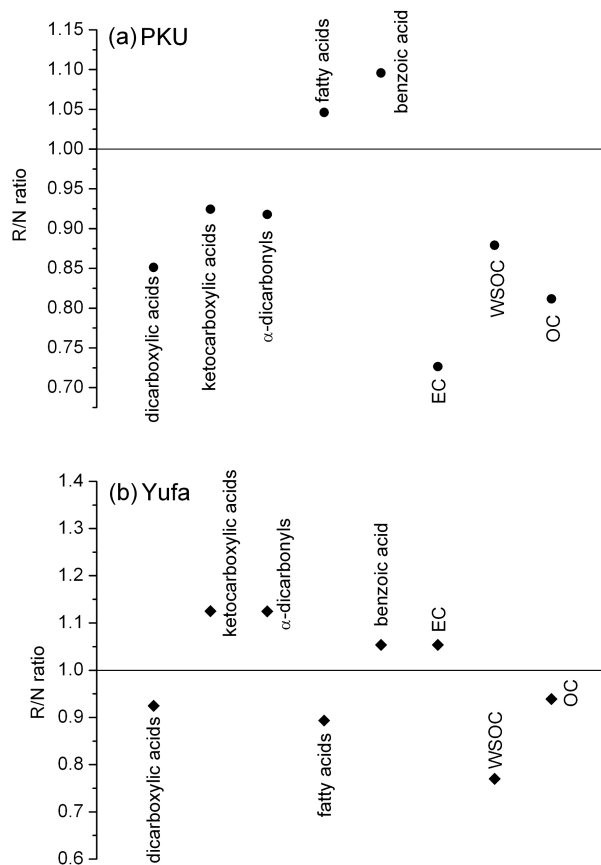 (a) PKU
1.15
1.10
1.05
1.00
0.95
0.90
0.85
0.80
0.75
0.70
R/N ratio
dicarboxylic acids
ketocarboxylic acids
α-dicarbonyls
fatty acids
benzoic acid
EC
WSOC
OC
(b) Yufa
1.4
1.3
1.2
1.1
1.0
0.9
0.8
0.7
0.6
R/N ratio
dicarboxylic acids
ketocarboxylic acids
α-dicarbonyls
fatty acids
benzoic acid
EC
WSOC
OC